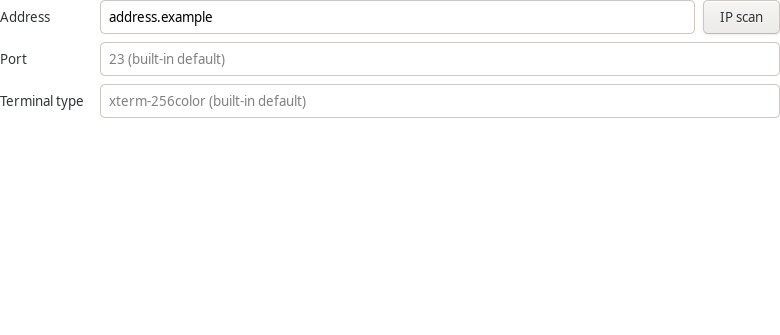 Address address.example IP scan
Port 23 (built-in default)
Terminal type xterm-256color (built-in default)